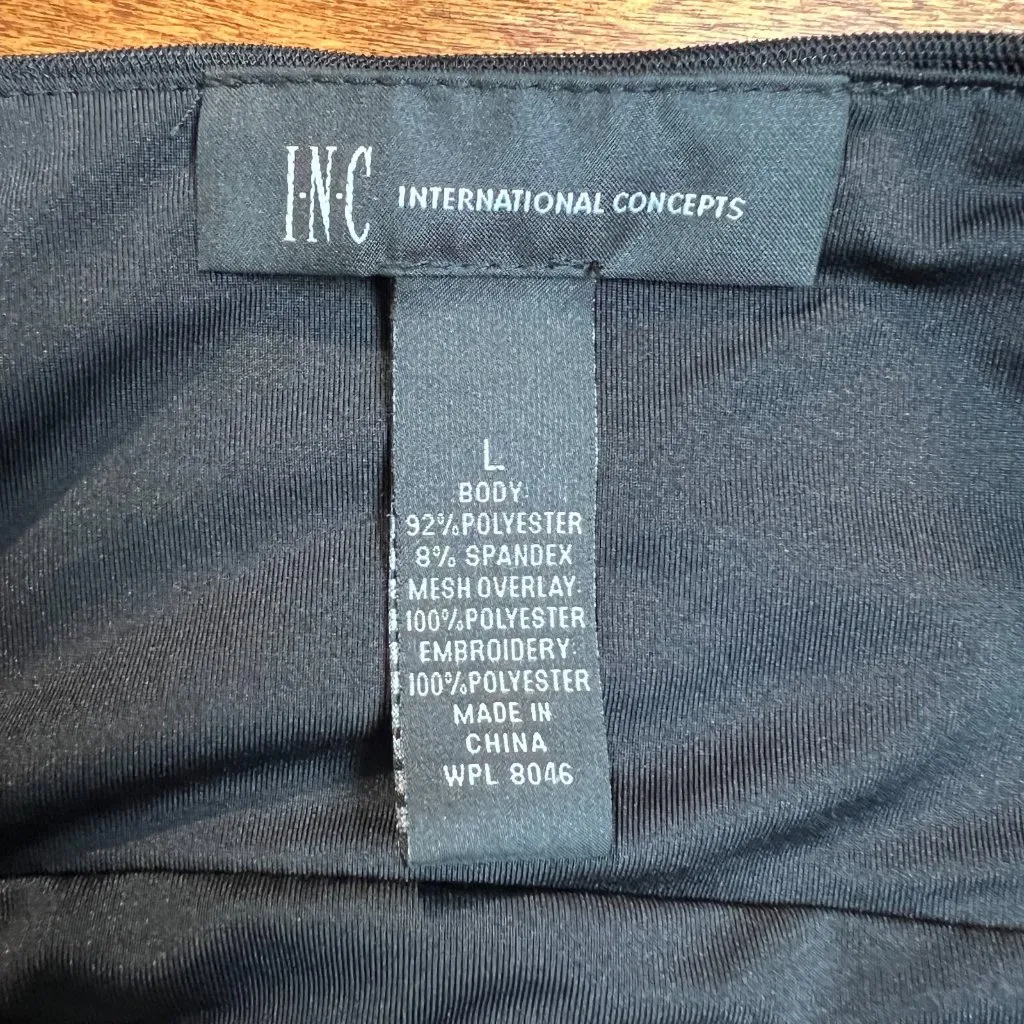 I·N·C INTERNATIONAL CONCEPTS
L
BODY:
92%POLYESTER
8% SPANDEX
MESH OVERLAY:
100%POLYESTER
EMBROIDERY:
100%POLYESTER
MADE IN
CHINA
WPL 8046